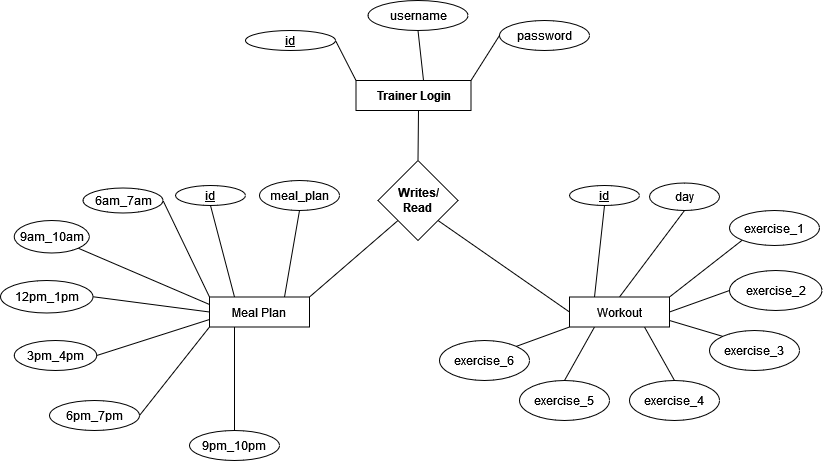 username
id
password
Trainer Login
Writes/
Read
6am_7am
id
meal_plan
id
day
9am_10am
exercise_1
12pm_1pm
exercise_2
Meal Plan
Workout
3pm_4pm
exercise_6
exercise_3
6pm_7pm
exercise_5
exercise_4
9pm_10pm